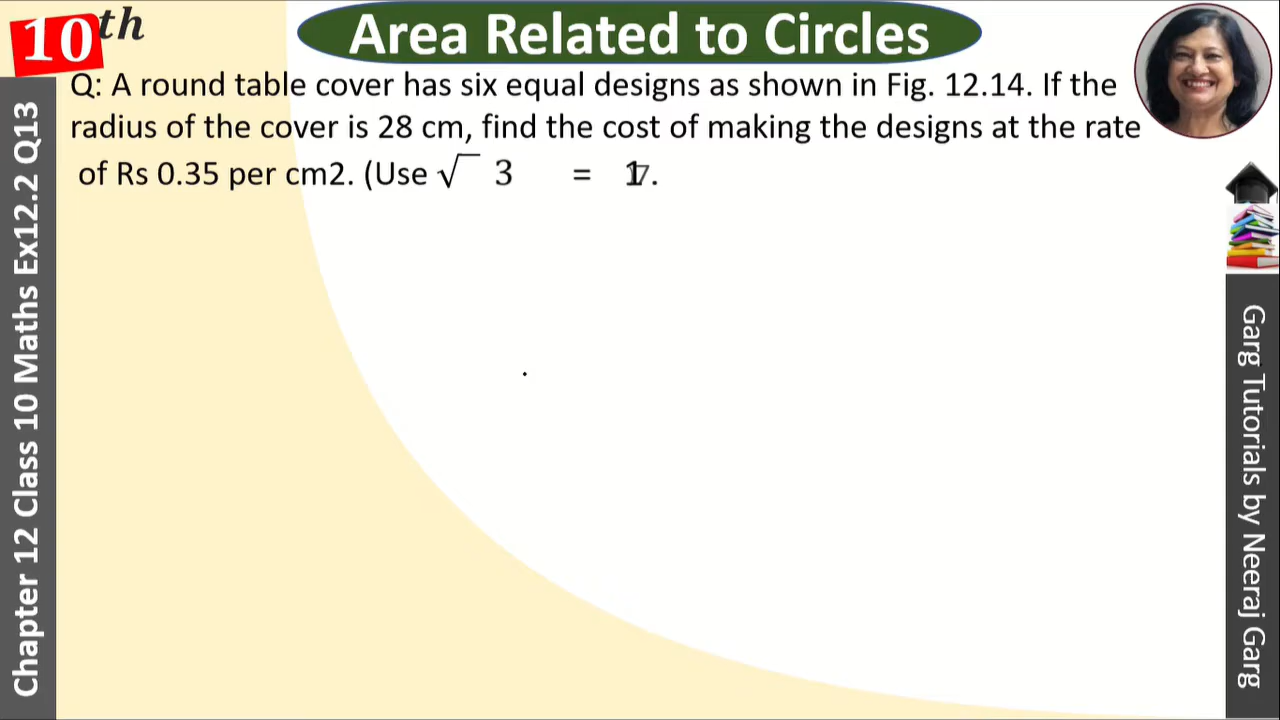 10th
Area Related to Circles
Q: A round table cover has six equal designs as shown in Fig. 12.14. If the
radius of the cover is 28 cm, find the cost of making the designs at the rate
of Rs 0.35 per cm2. (Use √ 3 = 17.
Chapter 12 Class 10 Maths Ex12.2 Q13
Garg Tutorials by Neeraj Garg